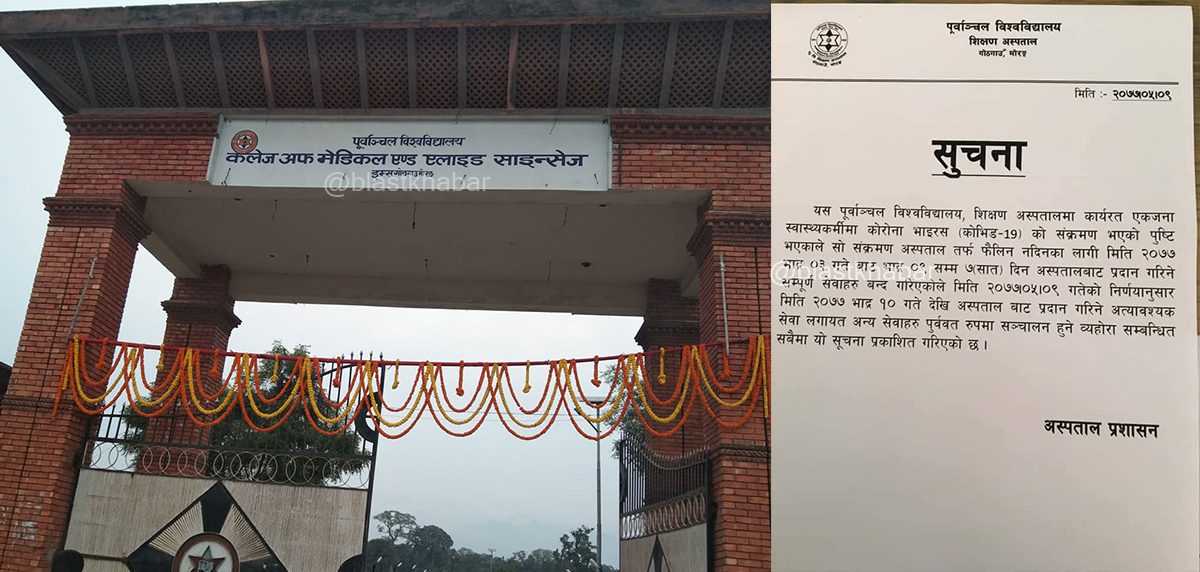 पूर्वाञ्चल विश्वविद्यालय
कलेज अफ मेडिकल एण्ड एलाइड साइन्सेज
@blastkhabar
पूर्वाञ्चल विश्वविद्यालय
शिक्षण अस्पताल
गोठगाउँ, मोरङ
मिति :- २०७७।०५।०९
सुचना
यस पूर्वाञ्चल विश्वविद्यालय, शिक्षण अस्पतालमा कार्यरत एकजना
स्वास्थ्यकर्मीमा कोरोना भाइरस (कोभिड-19) को संक्रमण भएको पुष्टि
भएकाले सो संक्रमण अस्पताल तर्फ फैलिन नदिनका लागी मिति २०७७
भाद्र ०३ गते बाट भाद्र ०९ सम्म ७(सात) दिन अस्पतालबाट प्रदान गरिने
@blastkhabar
सम्पूर्ण सेवाहरु बन्द गरिएकोले मिति २०७७।०५।०९ गतेको निर्णयानुसार
मिति २०७७ भाद्र १० गते देखि अस्पताल बाट प्रदान गरिने अत्यावश्यक
सेवा लगायत अन्य सेवाहरु पुर्ववत रुपमा सञ्चालन हुने व्यहोरा सम्बन्धित
सबैमा यो सूचना प्रकाशित गरिएको छ ।
अस्पताल प्रशासन